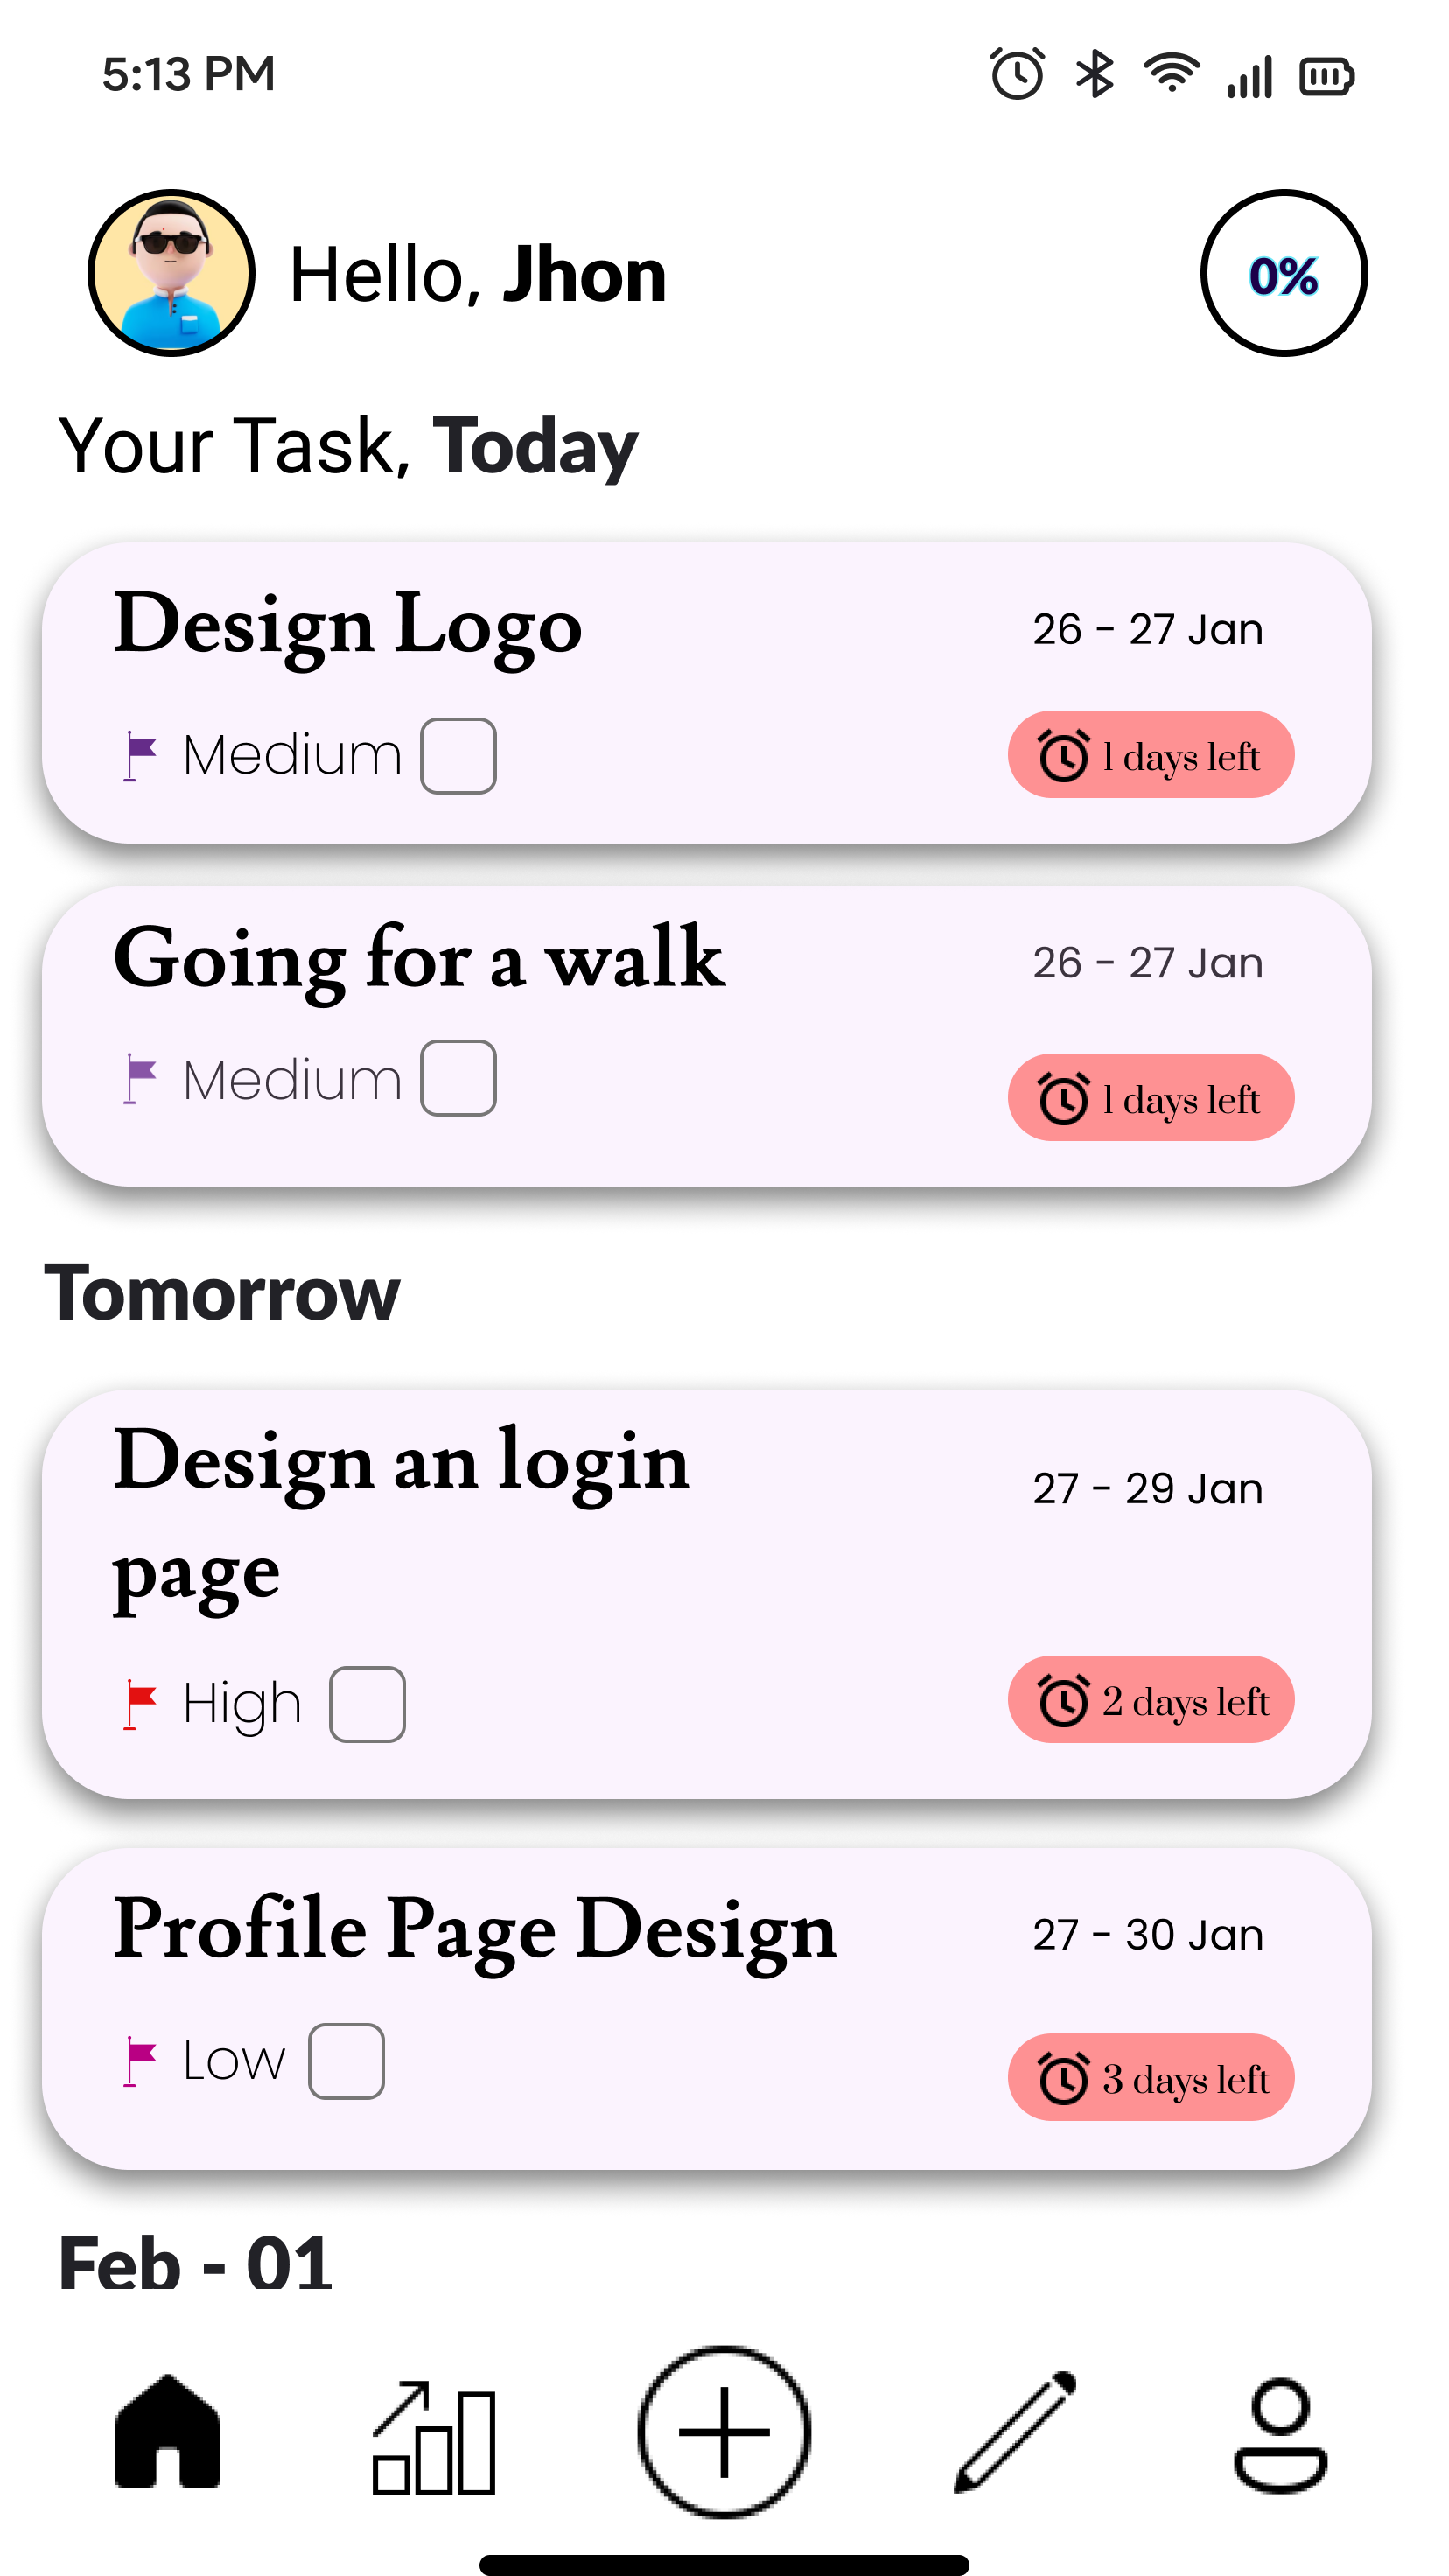 5:13 PM
Hello, Jhon
0%
Your Task, Today
Design Logo
26 - 27 Jan
Medium
1 days left
Going for a walk
26 - 27 Jan
Medium
1 days left
Tomorrow
Design an login
page
27 - 29 Jan
High
2 days left
Profile Page Design
27 - 30 Jan
Low
3 days left
Feb - 01